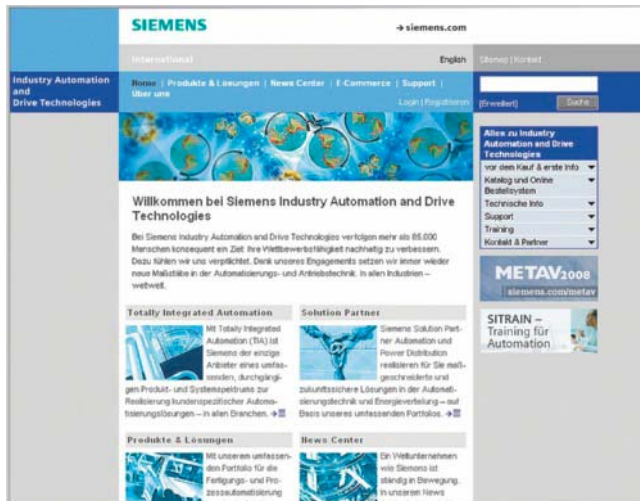 SIEMENS
→ siemens.com
International
English
Sitemap | Kontakt
Industry Automation
and
Drive Technologies
Home | Produkte & Lösungen | News Center | E-Commerce | Support |
Über uns
Login | Registrieren
[Erweitert]
Suche
Alles zu Industry
Automation and Drive
Technologies
vor dem Kauf & erste Info
Katalog und Online
Bestellsystem
Technische Info
Support
Training
Kontakt & Partner
METAV2008
siemens.com/metav
SITRAIN –
Training für
Automation
Willkommen bei Siemens Industry Automation and Drive
Technologies
Bei Siemens Industry Automation and Drive Technologies verfolgen mehr als 85.000
Menschen konsequent ein Ziel: Ihre Wettbewerbsfähigkeit nachhaltig zu verbessern.
Dazu fühlen wir uns verpflichtet. Dank unseres Engagements setzen wir immer wieder
neue Maßstäbe in der Automatisierungs- und Antriebstechnik. In allen Industrien –
weltweit.
Totally Integrated Automation
Mit Totally Integrated
Automation (TIA) ist
Siemens der einzige
Anbieter eines umfas-
senden, durchgängi-
gen Produkt- und Systemspektrums zur
Realisierung kundenspezifischer Automa-
tisierungslösungen – in allen Branchen. →
Solution Partner
Siemens Solution Part-
ner Automation und
Power Distribution
realisieren für Sie maß-
geschneiderte und
zukunftssichere Lösungen in der Automati-
sierungstechnik und Energieverteilung – auf
Basis unseres umfassenden Portfolios. →
Produkte & Lösungen
Mit unserem umfassen-
den Portfolio für die
Fertigungs- und Pro-
zessautomatisierung
News Center
Ein Weltunternehmen
wie Siemens ist
ständig in Bewegung.
In unserem News